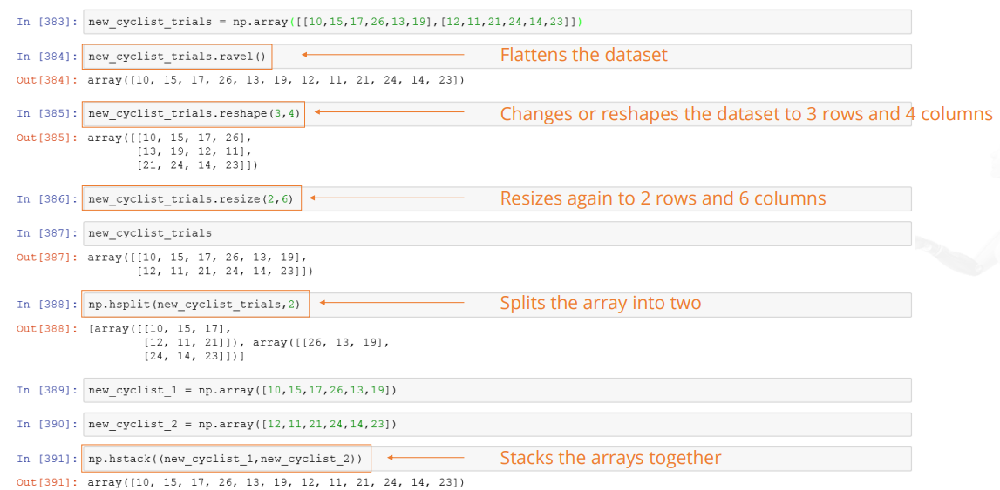 In [383]: new_cyclist_trials = np.array([[10,15,17,26,13,19],[12,11,21,24,14,23]])
In [384]: new_cyclist_trials.ravel() Flattens the dataset
Out[384]: array([10, 15, 17, 26, 13, 19, 12, 11, 21, 24, 14, 23])
In [385]: new_cyclist_trials.reshape(3,4) Changes or reshapes the dataset to 3 rows and 4 columns
Out[385]: array([[10, 15, 17, 26],
[13, 19, 12, 11],
[21, 24, 14, 23]])
In [386]: new_cyclist_trials.resize(2,6) Resizes again to 2 rows and 6 columns
In [387]: new_cyclist_trials
Out[387]: array([[10, 15, 17, 26, 13, 19],
[12, 11, 21, 24, 14, 23]])
In [388]: np.hsplit(new_cyclist_trials,2) Splits the array into two
Out[388]: [array([[10, 15, 17],
[12, 11, 21]]), array([[26, 13, 19],
[24, 14, 23]])]
In [389]: new_cyclist_1 = np.array([10,15,17,26,13,19])
In [390]: new_cyclist_2 = np.array([12,11,21,24,14,23])
In [391]: np.hstack((new_cyclist_1,new_cyclist_2)) Stacks the arrays together
Out[391]: array([10, 15, 17, 26, 13, 19, 12, 11, 21, 24, 14, 23])